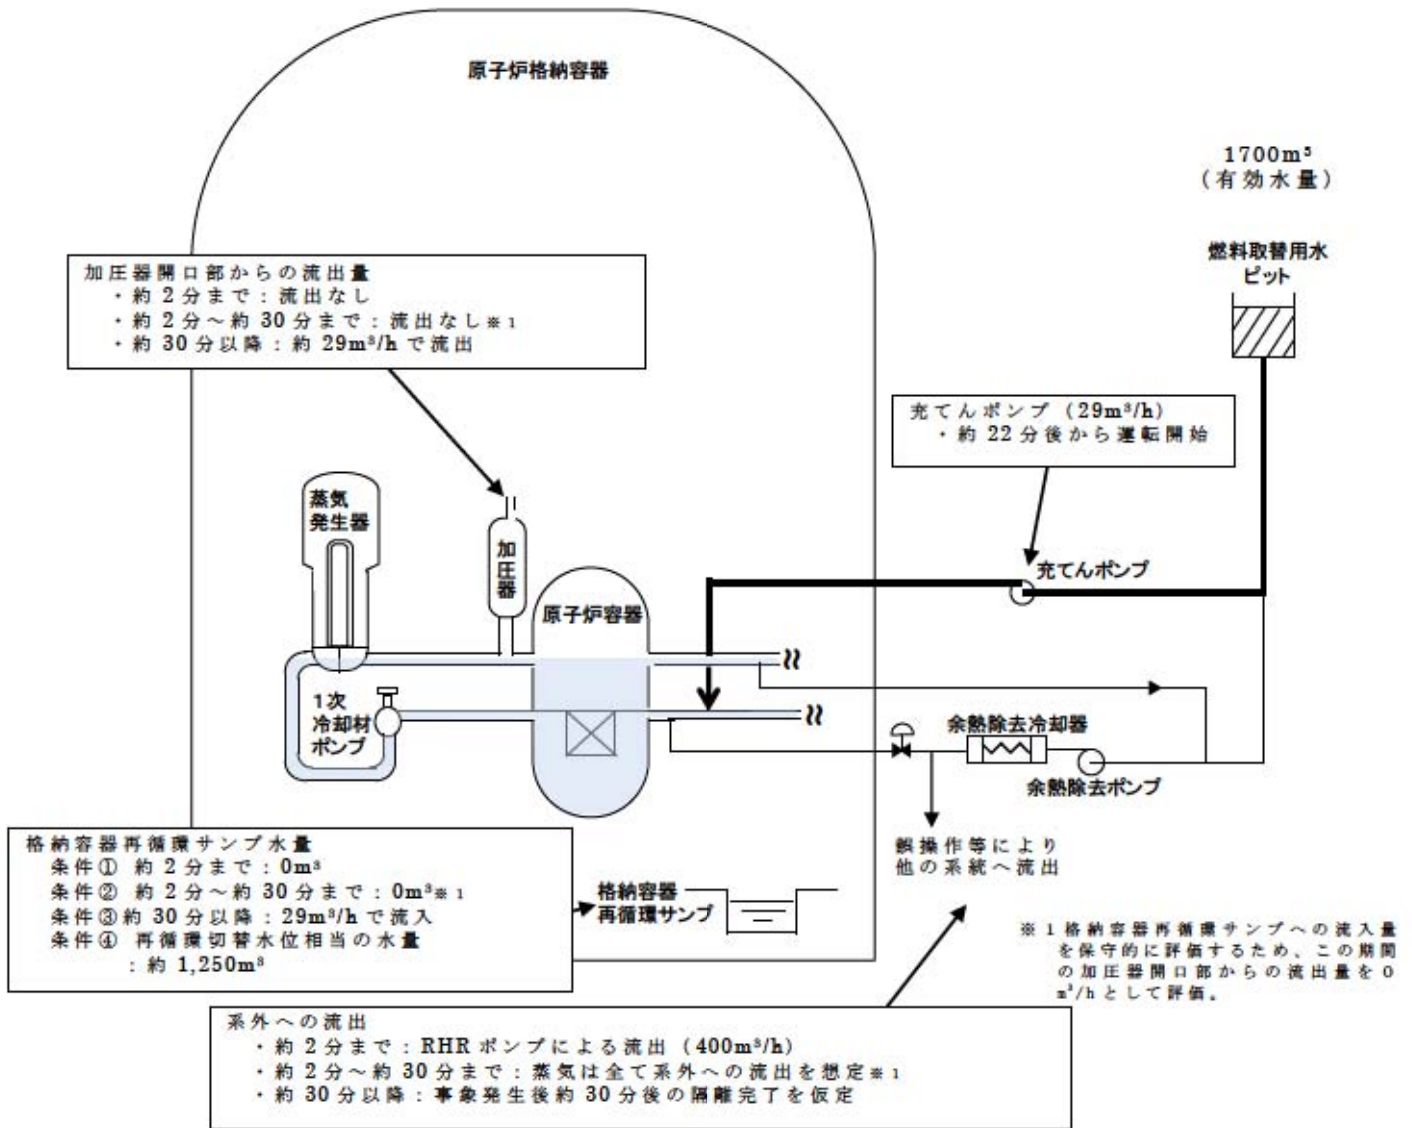 原子炉格納容器
1700m³
（有効水量）
燃料取替用水
ピット
加圧器開口部からの流出量
・約2分まで：流出なし
・約2分～約30分まで：流出なし※1
・約30分以降：約29m³/hで流出
充てんポンプ（29m³/h）
・約22分後から運転開始
蒸気
発生器
加圧器
原子炉容器
充てんポンプ
1次
冷却材
ポンプ
余熱除去冷却器
余熱除去ポンプ
誤操作等により
他の系統へ流出
格納容器再循環サンプ水量
条件① 約2分まで：0m³
条件② 約2分～約30分まで：0m³※1
条件③約30分以降：29m³/hで流入
条件④ 再循環切替水位相当の水量
：約1,250m³
格納容器
再循環サンプ
※1格納容器再循環サンプへの流入量
を保守的に評価するため、この期間
の加圧器開口部からの流出量を0
m³/hとして評価。
系外への流出
・約2分まで：RHRポンプによる流出（400m³/h）
・約2分～約30分まで：蒸気は全て系外への流出を想定※1
・約30分以降：事象発生後約30分後の隔離完了を仮定